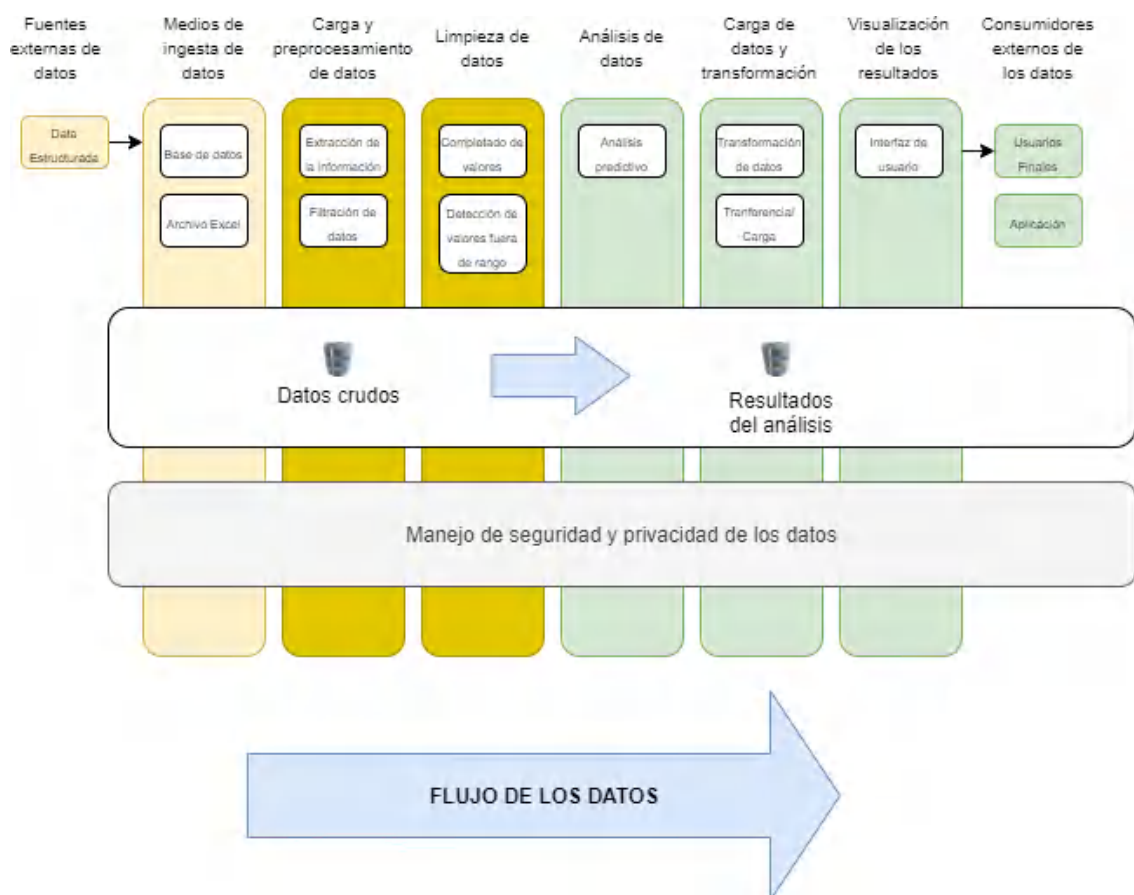 Fuentes
externas de
datos
Medios de
ingesta de
datos
Carga y
preprocesamiento
de datos
Limpieza de
datos
Análisis de
datos
Carga de
datos y
transformación
Visualización
de los
resultados
Consumidores
externos de
los datos
Data
Estructurada
Base de datos
Archivo Excel
Extracción de
la información
Filtración de
datos
Completado de
valores
Detección de
valores fuera
de rango
Análisis
predictivo
Transformación
de datos
Tranferencia/
Carga
Interfaz de
usuario
Usuarios
Finales
Aplicación
Datos crudos
Resultados
del análisis
Manejo de seguridad y privacidad de los datos
FLUJO DE LOS DATOS